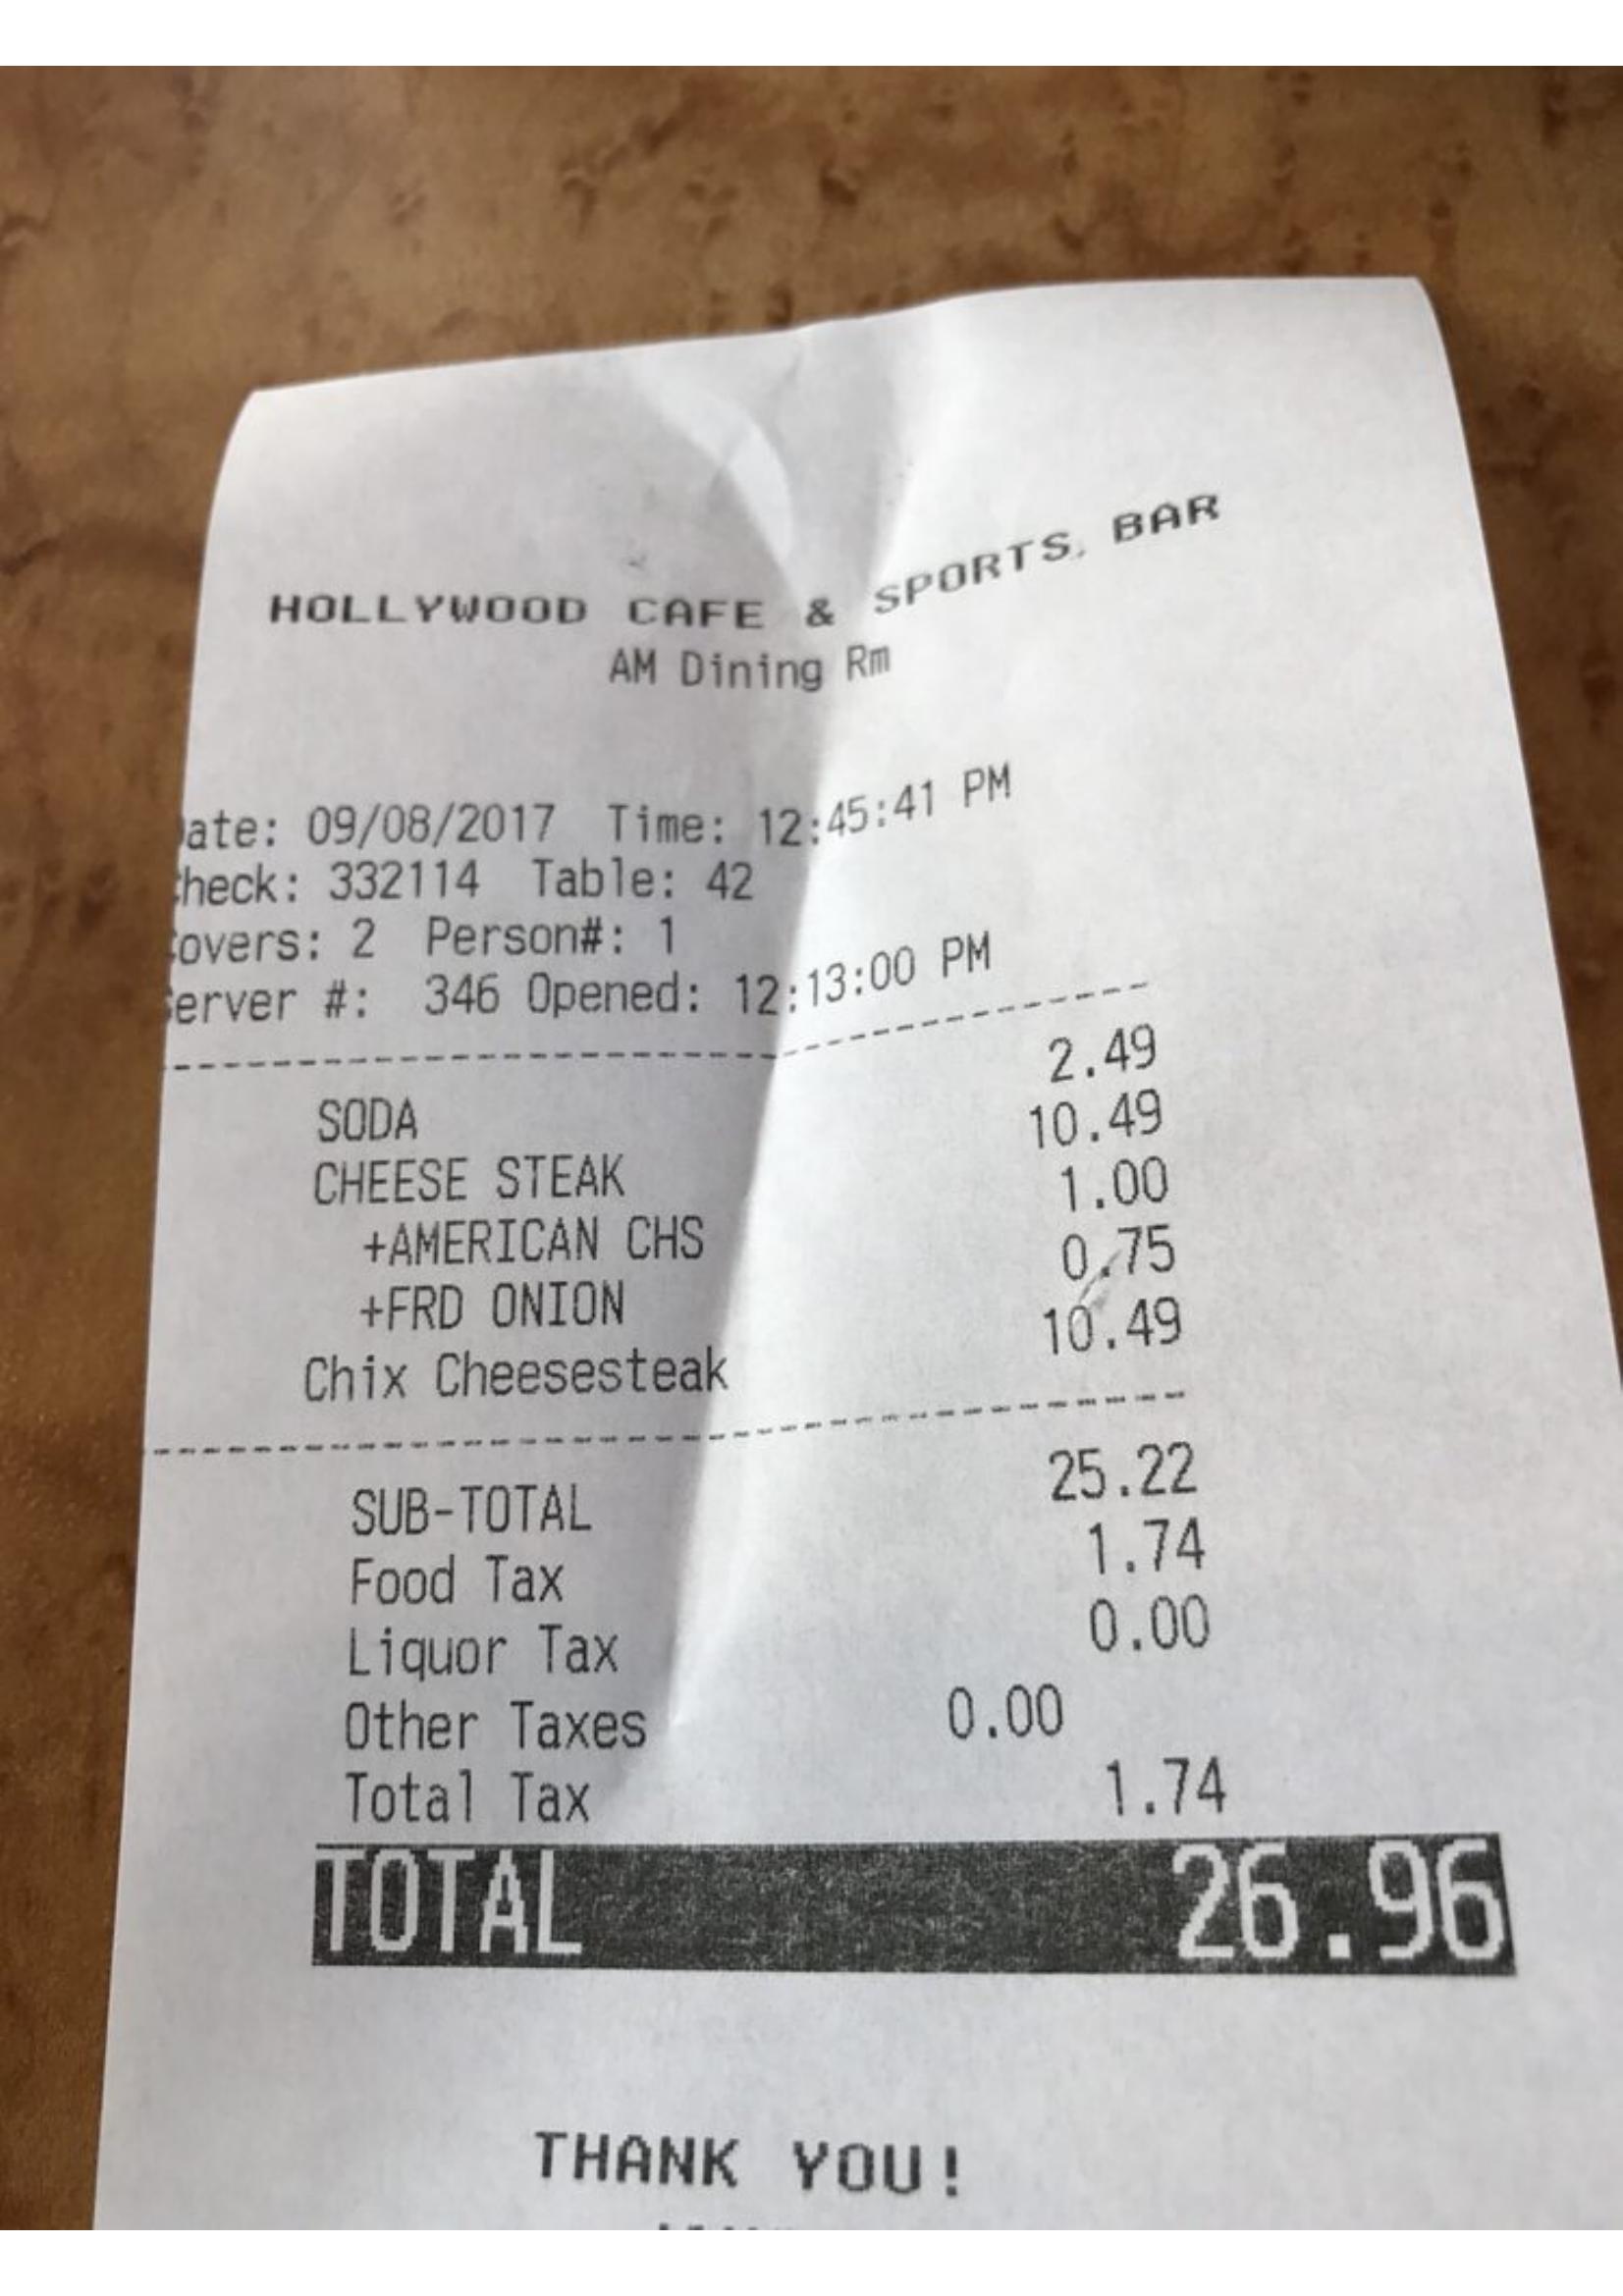 HOLLYWOOD CAFE & SPORTS BAR
AM Dining Rm
ate: 09/08/2017 Time: 12:45:41 PM
heck: 332114 Table: 42
overs: 2 Person#: 1
erver #: 346 Opened: 12:13:00 PM
SODA 2.49
CHEESE STEAK 10.49
+AMERICAN CHS 1.00
+FRD ONION 0.75
Chix Cheesesteak 10.49
SUB-TOTAL 25.22
Food Tax 1.74
Liquor Tax 0.00
Other Taxes 0.00
Total Tax 1.74
TOTAL 26.96
THANK YOU!